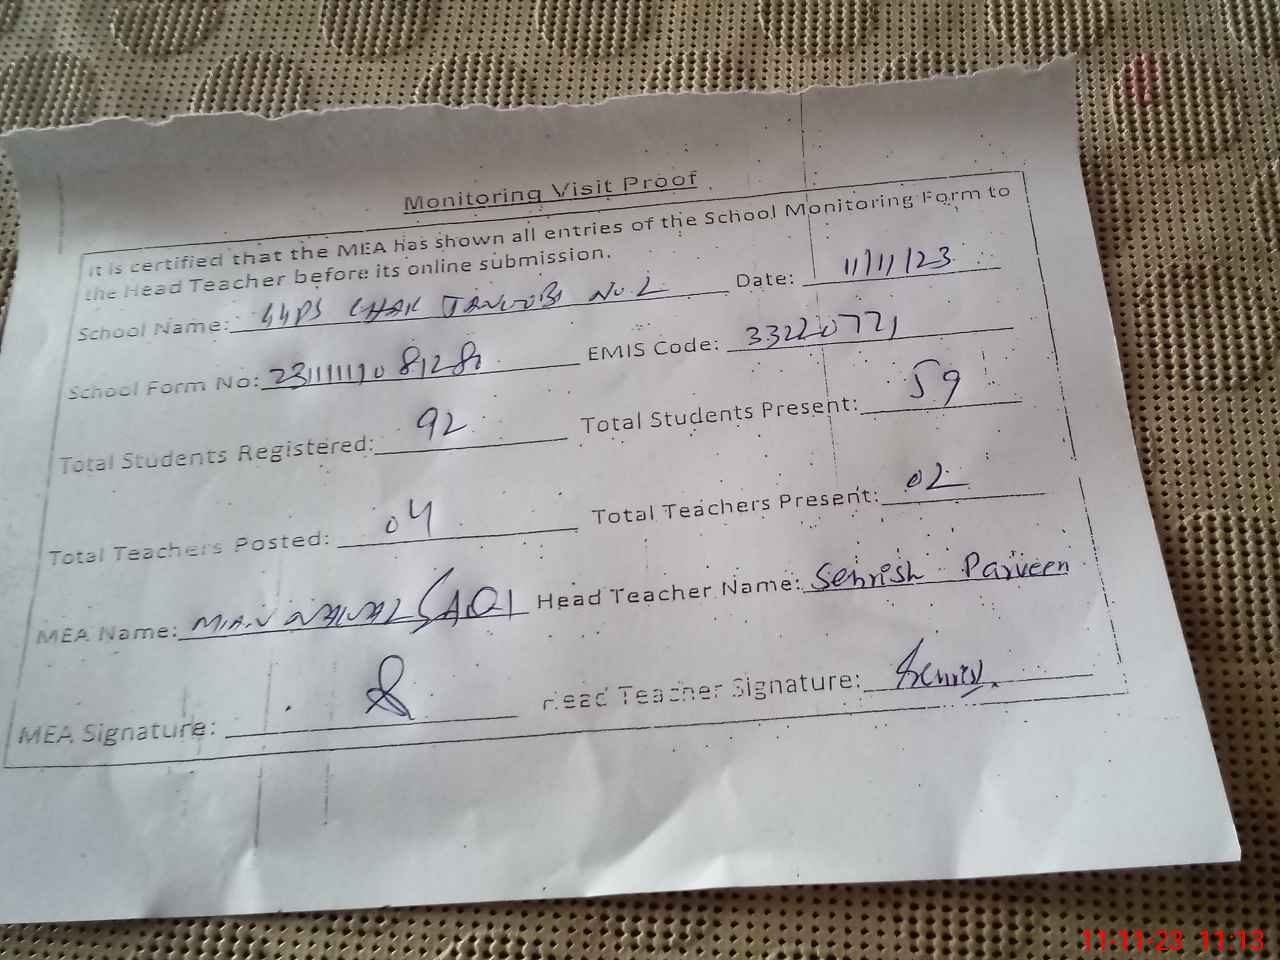 Monitoring Visit Proof
It is certified that the MEA has shown all entries of the School Monitoring Form to
the Head Teacher before its online submission.
School Name: GGPS CHAK No. 2 Date: 11/11/23
School Form No: EMIS Code: 33220771
Total Students Registered: 92 Total Students Present: 59
Total Teachers Posted: 04 Total Teachers Present: 02
MEA Name: MIAN Head Teacher Name: Sehrish Parveen
MEA Signature: Head Teacher Signature:
11-11-23 11:13